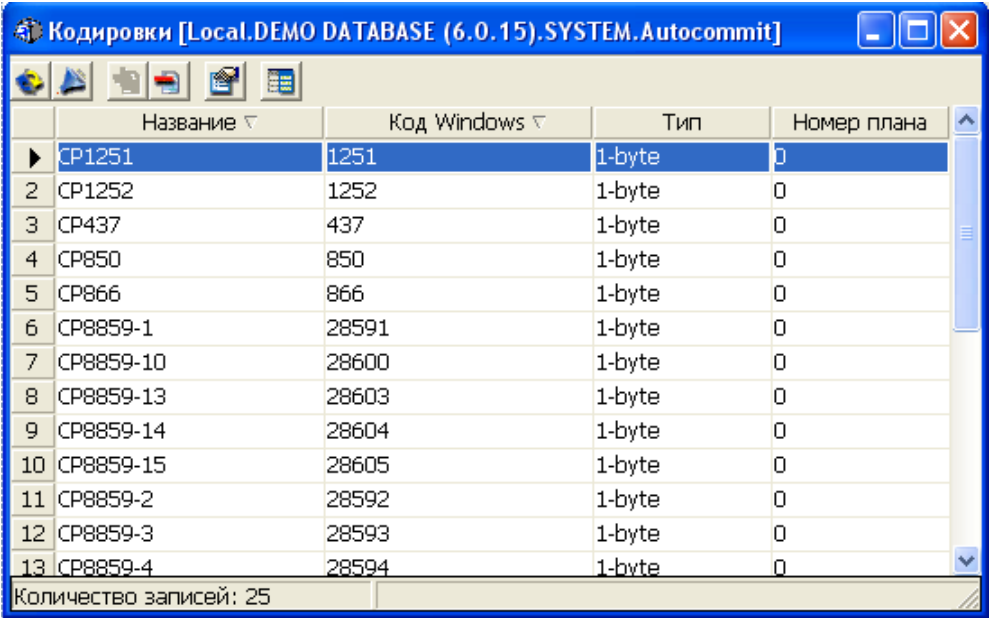 Кодировки [Local.DEMO DATABASE (6.0.15).SYSTEM.Autocommit]
Название Код Windows Тип Номер плана
CP1251 1251 1-byte 0
2 CP1252 1252 1-byte 0
3 CP437 437 1-byte 0
4 CP850 850 1-byte 0
5 CP866 866 1-byte 0
6 CP8859-1 28591 1-byte 0
7 CP8859-10 28600 1-byte 0
8 CP8859-13 28603 1-byte 0
9 CP8859-14 28604 1-byte 0
10 CP8859-15 28605 1-byte 0
11 CP8859-2 28592 1-byte 0
12 CP8859-3 28593 1-byte 0
13 CP8859-4 28594 1-byte 0
Количество записей: 25